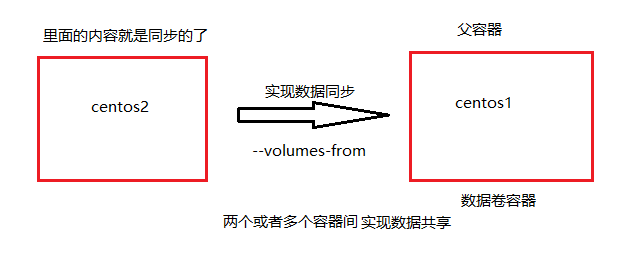 里面的内容就是同步的了
父容器
centos2
实现数据同步
centos1
--volumes-from
数据卷容器
两个或者多个容器间 实现数据共享